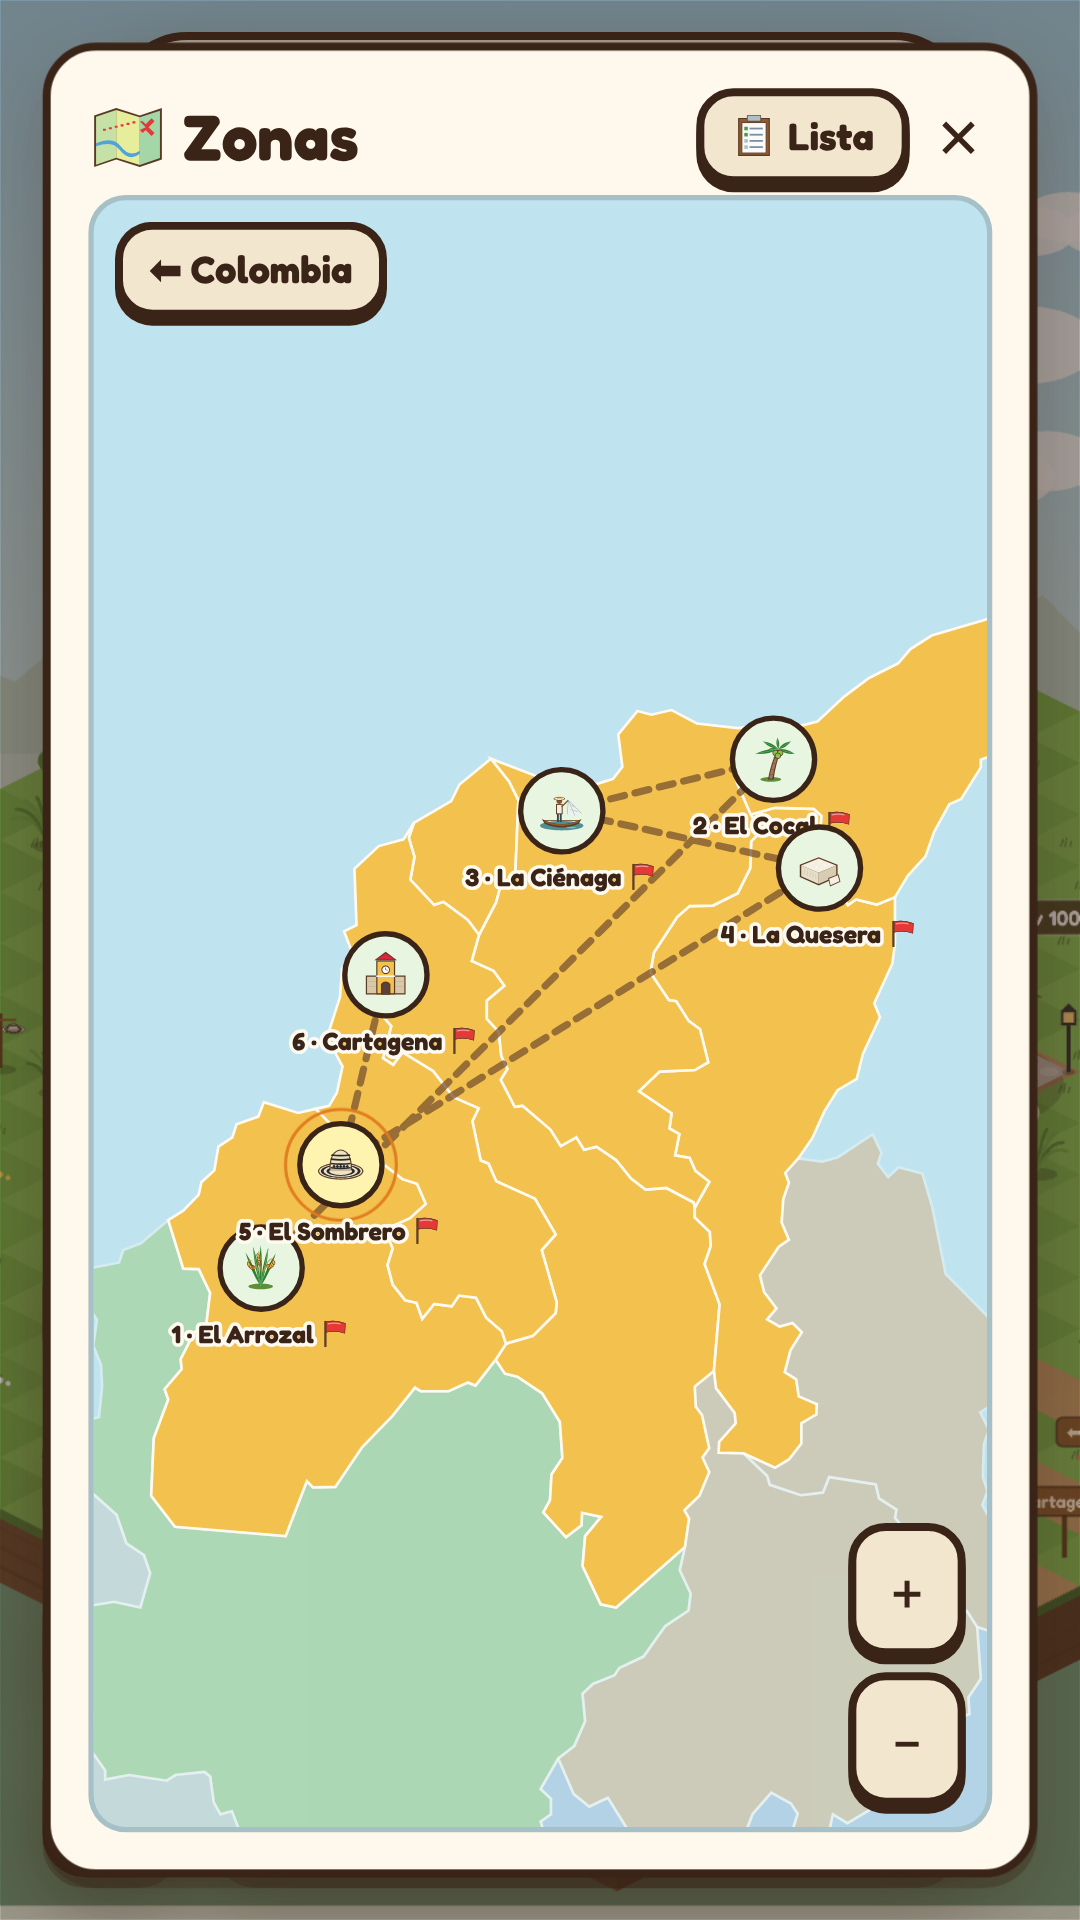 Zonas
Lista
Colombia
2 · El Cocal
3 · La Ciénaga
4 · La Quesera
6 · Cartagena
5 · El Sombrero
1 · El Arrozal
+
−
/ 100